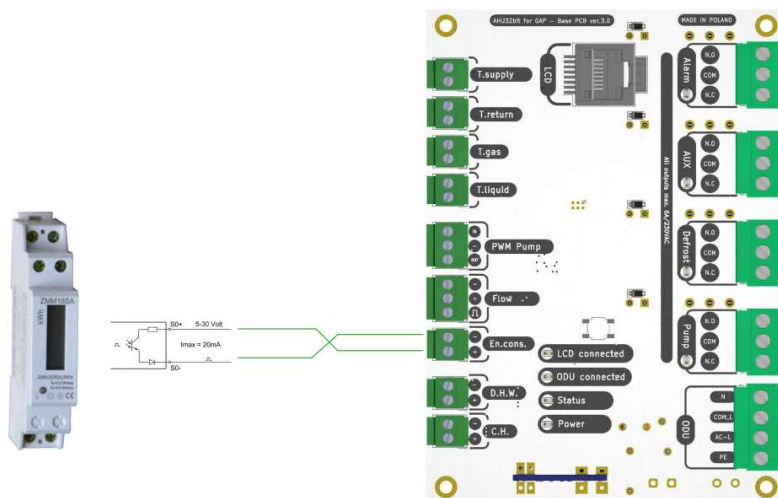 AHU32bit for GAP - Base PCB ver.3.0
MADE IN POLAND
LCD
T.supply
T.return
T.gas
T.liquid
PWM Pump
Flow
En.cons.
D.H.W.
C.H.
LCD connected
ODU connected
Status
Power
All outputs max. 6A/230VAC
Alarm
N.O
COM
N.C
AUX
N.O
COM
N.C
Defrost
N.O
COM
N.C
Pump
N.O
COM
N.C
ODU
N
COM_L
AC-L
PE
ZMM16SA
kWh
S0+
5-30 Volt
Imax = 20mA
S0-